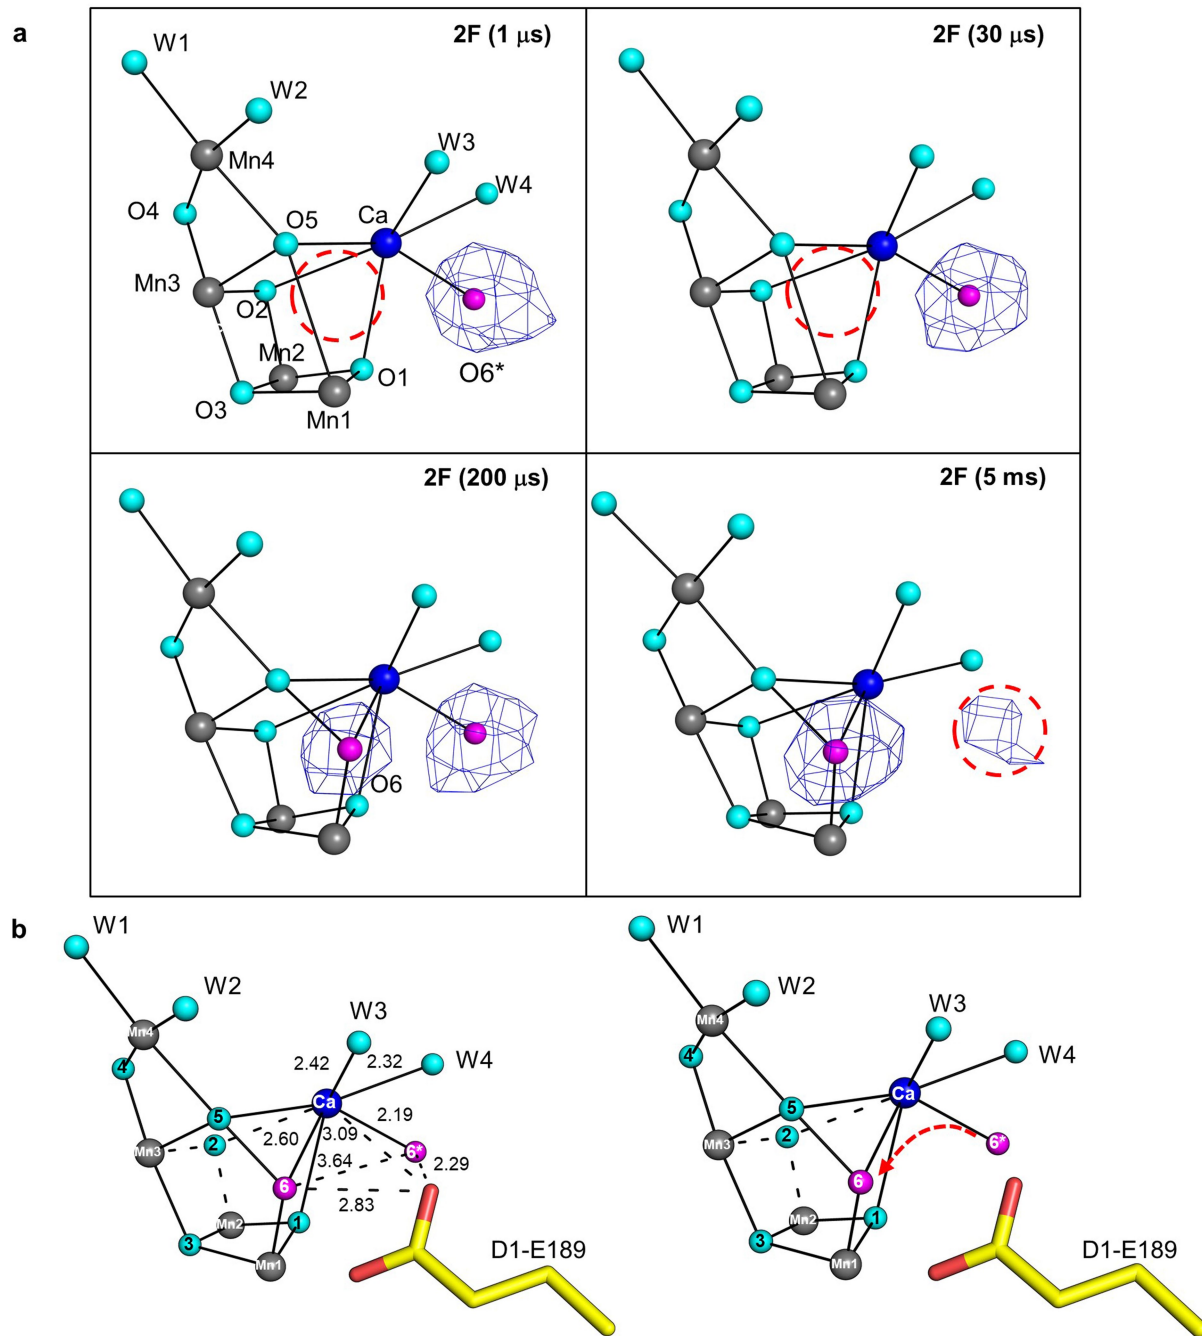 a
2F (1 μs)
W1
W2
W3
W4
Mn4
O4
O5
Ca
Mn3
O2
Mn2
O1
O6*
O3
Mn1
2F (30 μs)
2F (200 μs)
O6
2F (5 ms)
b
W1
W2
W3
W4
Mn4
4
2.42
2.32
Ca
5
2.19
2
2.60
3.09
Mn3
6*
3.64
2.29
6
2.83
Mn2
1
3
Mn1
D1-E189
W1
W2
W3
W4
Mn4
4
Ca
5
2
Mn3
6*
6
Mn2
1
3
Mn1
D1-E189